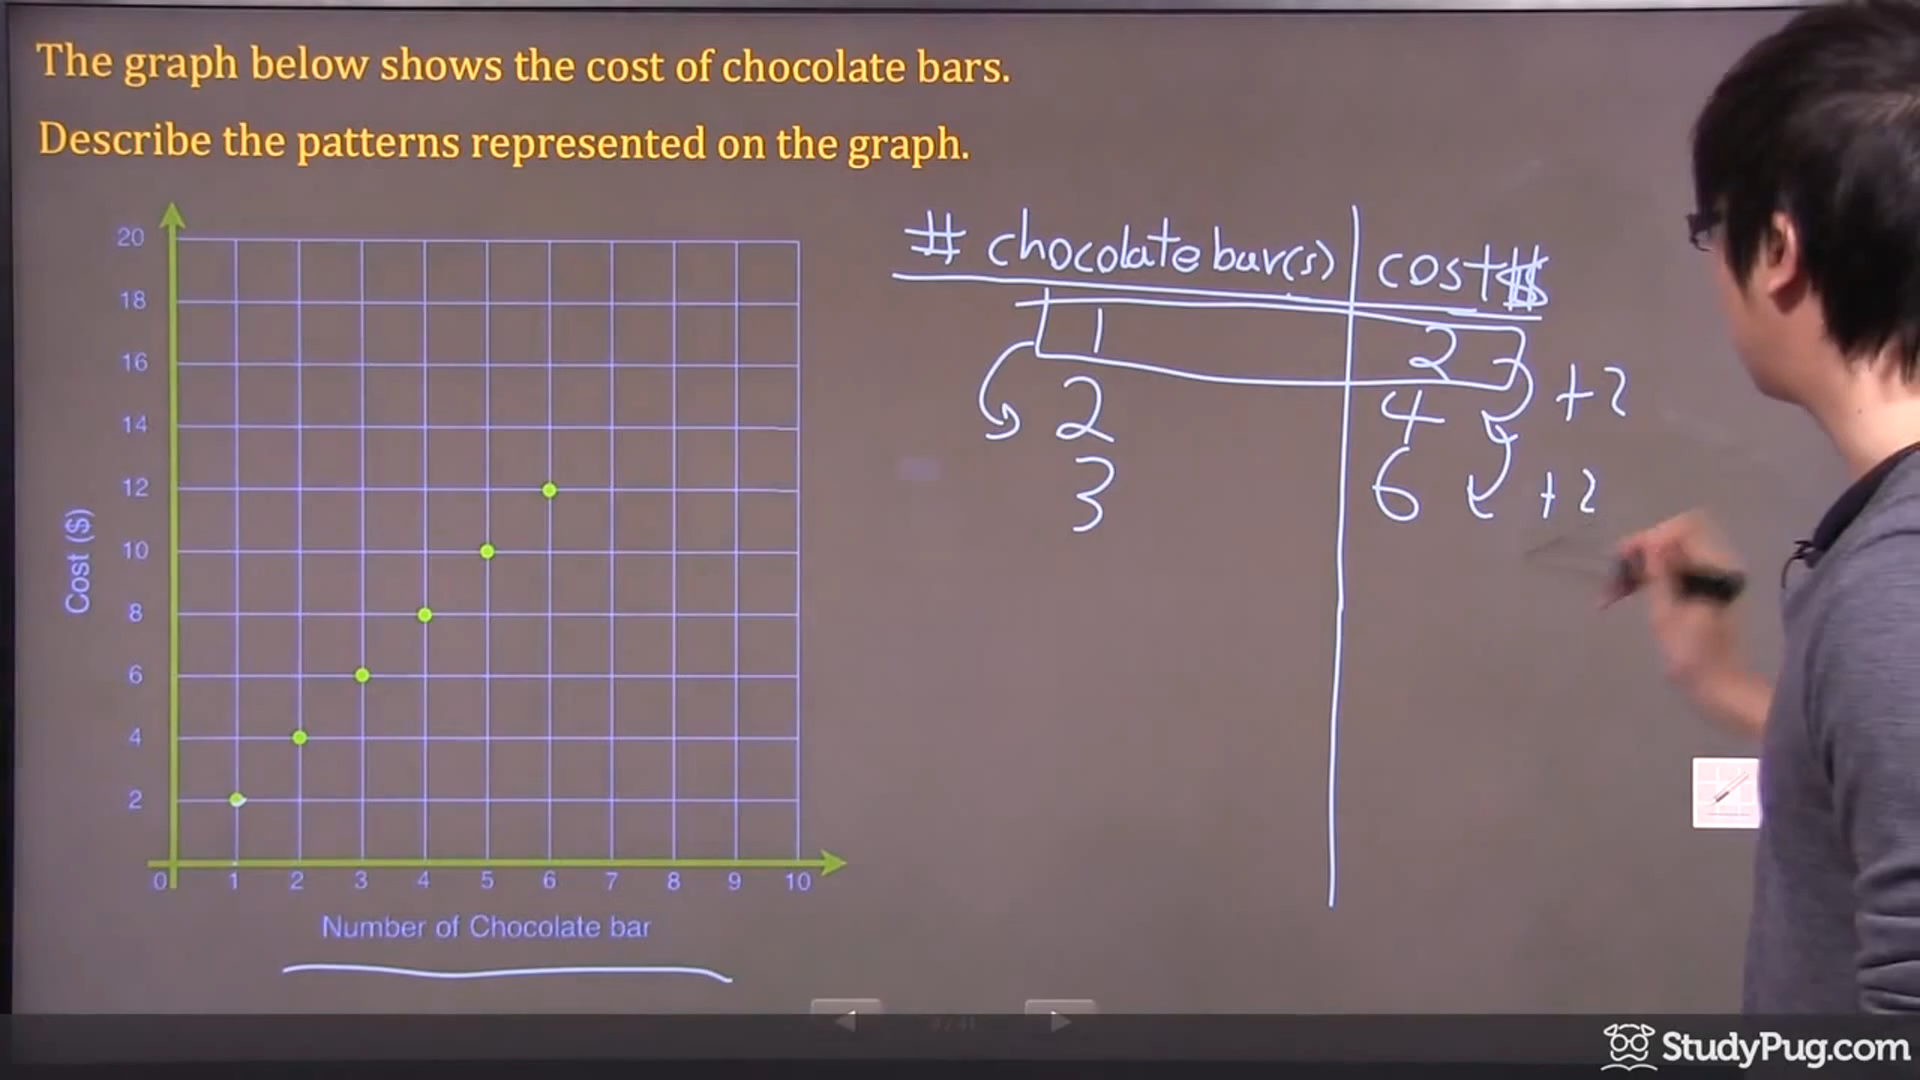 The graph below shows the cost of chocolate bars.
Describe the patterns represented on the graph.
20
18
16
14
12
10
8
6
4
2
0 1 2 3 4 5 6 7 8 9 10
Cost ($)
Number of Chocolate bar
# chocolate bar(s) cost $
1 2
+2
2 4
3 6 +2
StudyPug.com